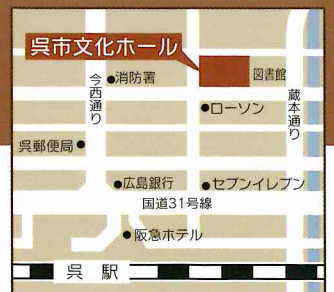 呉市文化ホール
今西通り
消防署
図書館
蔵本通り
ローソン
呉郵便局
広島銀行
セブンイレブン
国道31号線
阪急ホテル
呉駅